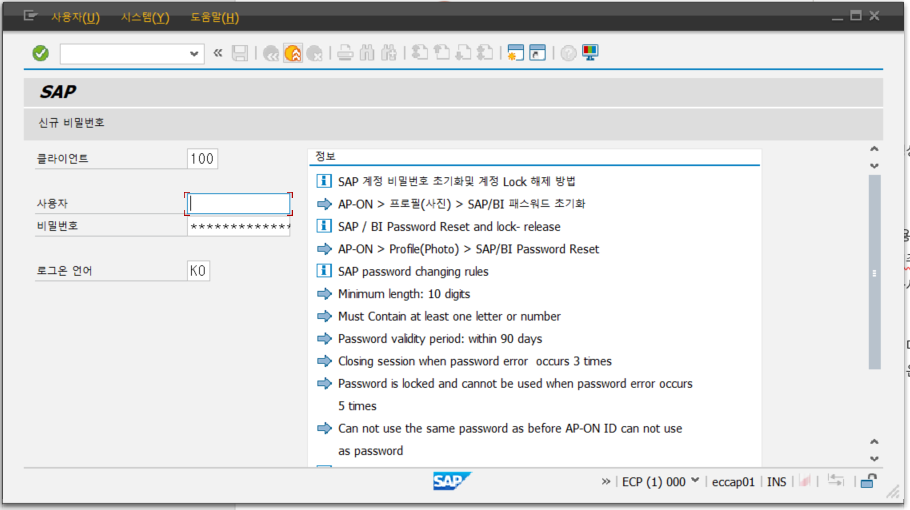 사용자(U) 시스템(Y) 도움말(H)
SAP
신규 비밀번호
클라이언트 100
사용자
비밀번호 *************
로그온 언어 KO
정보
SAP 계정 비밀번호 초기화및 계정 Lock 해제 방법
AP-ON > 프로필(사진) > SAP/BI 패스워드 초기화
SAP / BI Password Reset and lock- release
AP-ON > Profile(Photo) > SAP/BI Password Reset
SAP password changing rules
Minimum length: 10 digits
Must Contain at least one letter or number
Password validity period: within 90 days
Closing session when password error occurs 3 times
Password is locked and cannot be used when password error occurs
5 times
Can not use the same password as before AP-ON ID can not use
as password
SAP
ECP (1) 000 eccap01 INS